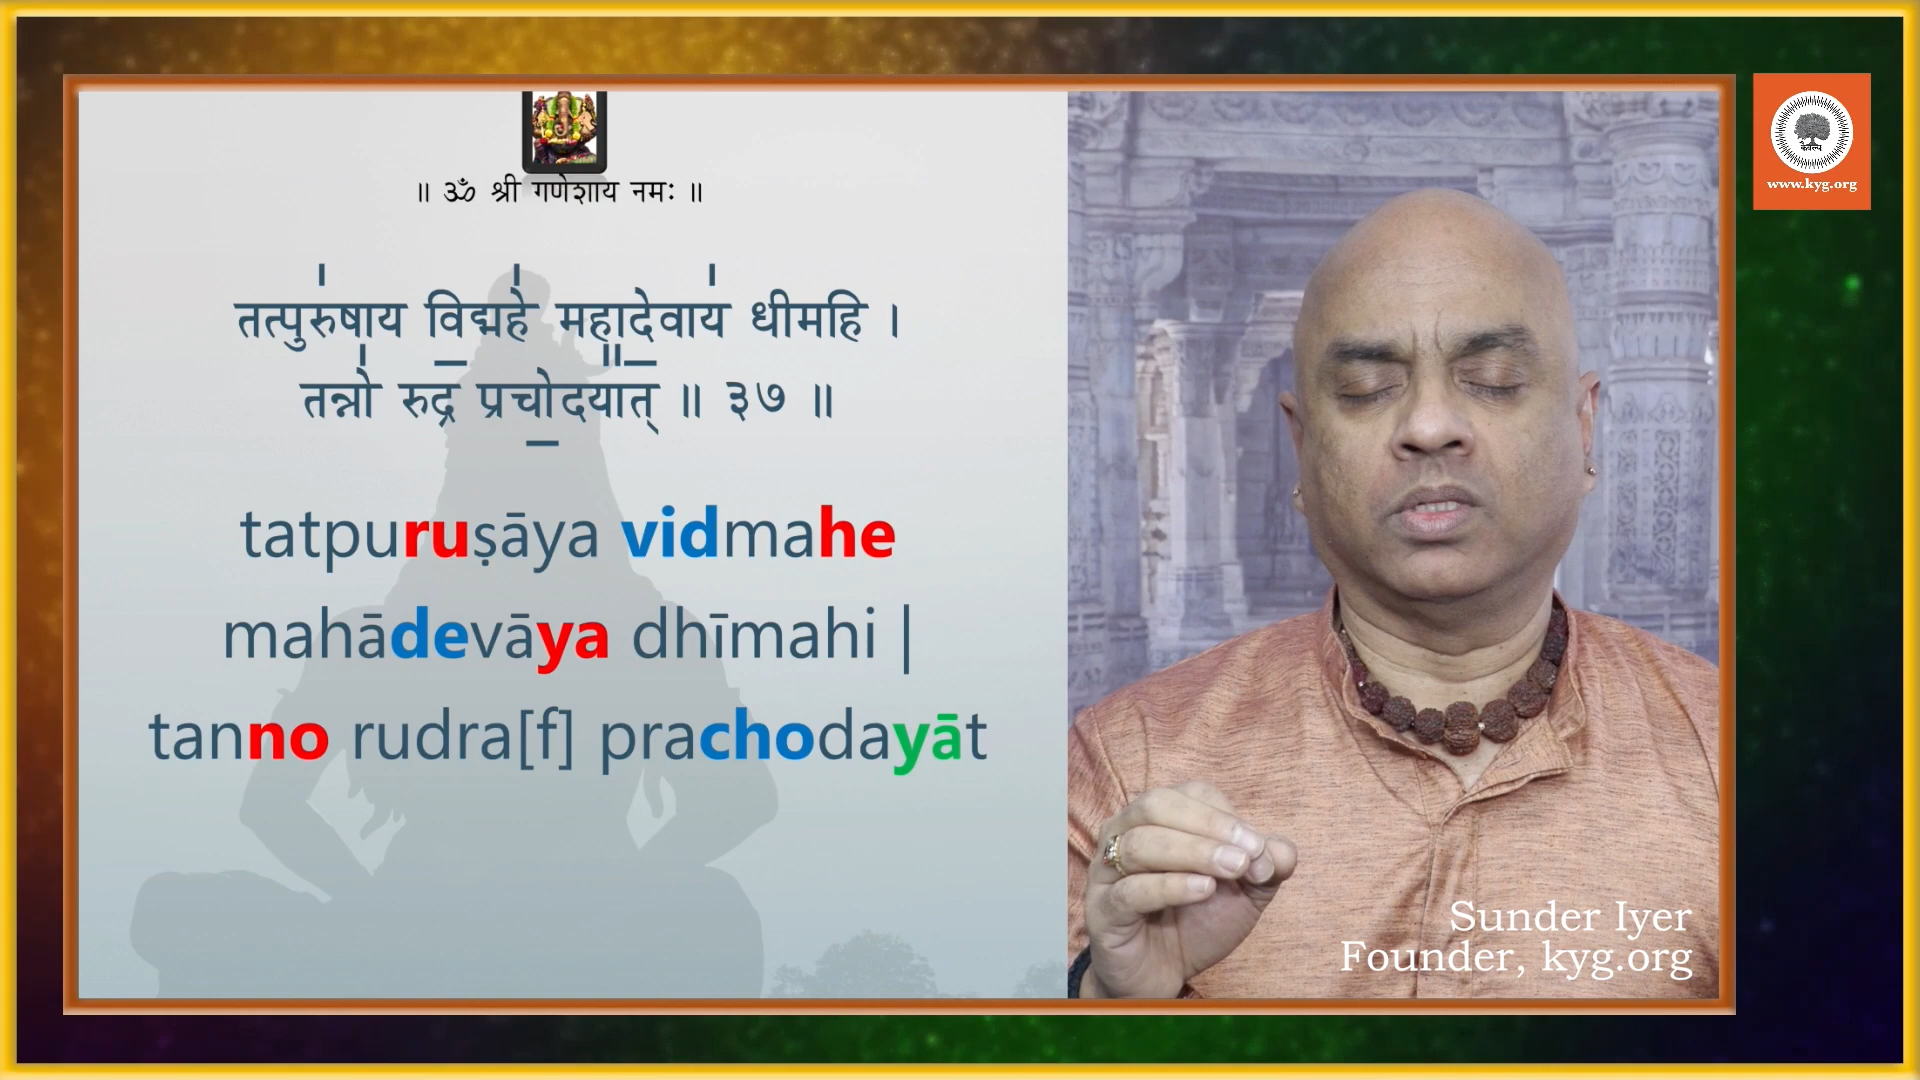 ॥ ॐ श्री गणेशाय नमः ॥
तत्पुरु॑षाय वि॒द्महे॑ महादे॒वाय॑ धीमहि ।
तन्नो॑ रुद्र प्रचो॒दया᳚त् ॥ ३७ ॥
tatpuruṣāya vidmahe
mahādevāya dhīmahi |
tanno rudra[f] prachodayāt
Sunder Iyer
Founder, kyg.org
कैवल्य
www.kyg.org